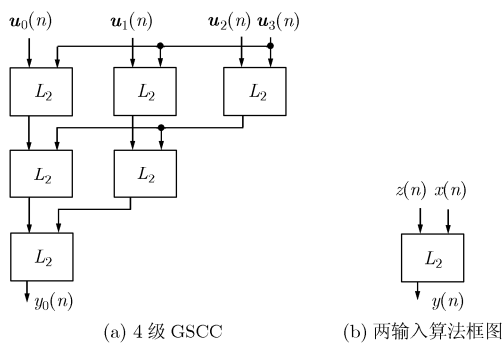 u₀(n) u₁(n) u₂(n) u₃(n)
L₂ L₂ L₂
L₂ L₂
z(n) x(n)
L₂ L₂
y₀(n) y(n)
(a) 4 级 GSCC (b) 两输入算法框图